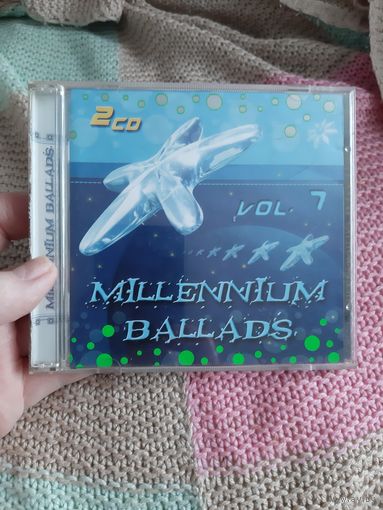 2CD
VOL. 7
MILLENNIUM
BALLADS
MILLENNIUM BALLADS